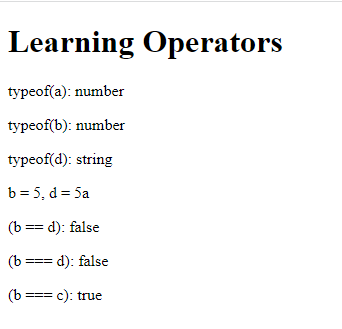 Learning Operators
typeof(a): number
typeof(b): number
typeof(d): string
b = 5, d = 5a
(b == d): false
(b === d): false
(b === c): true